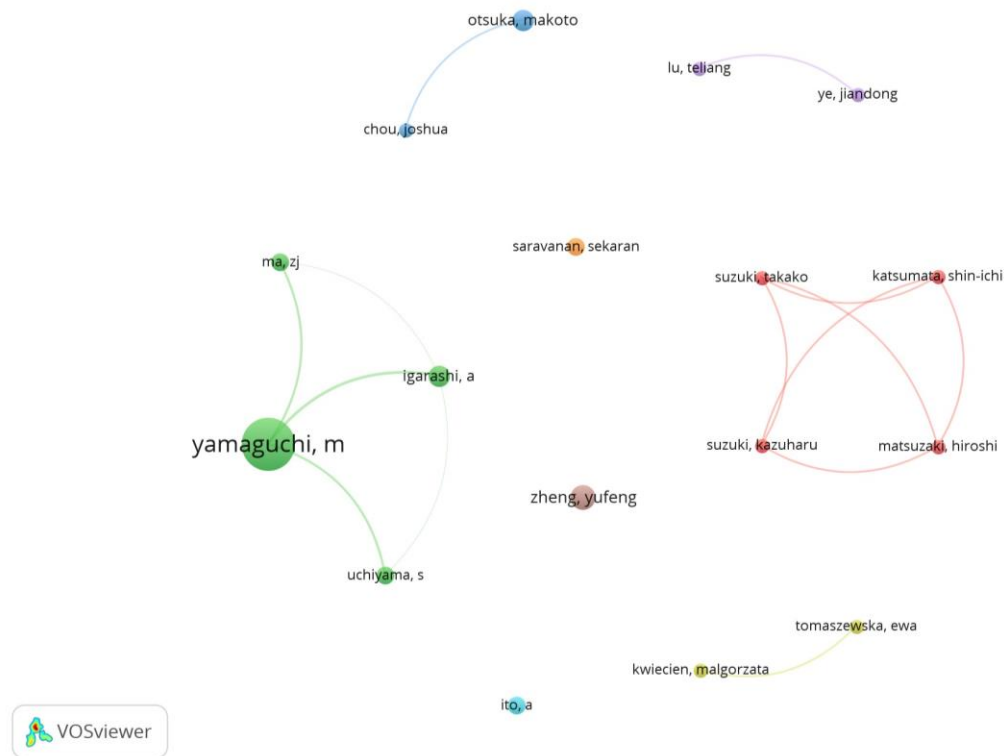 otsuka, makoto
lu, teliang
ye, jiandong
chou, joshua
saravanan, sekaran
ma, zj
suzuki, takako
katsumata, shin-ichi
igarashi, a
yamaguchi, m
suzuki, kazuharu
matsuzaki, hiroshi
zheng, yufeng
uchiyama, s
tomaszewska, ewa
kwiecien, malgorzata
ito, a
VOSviewer